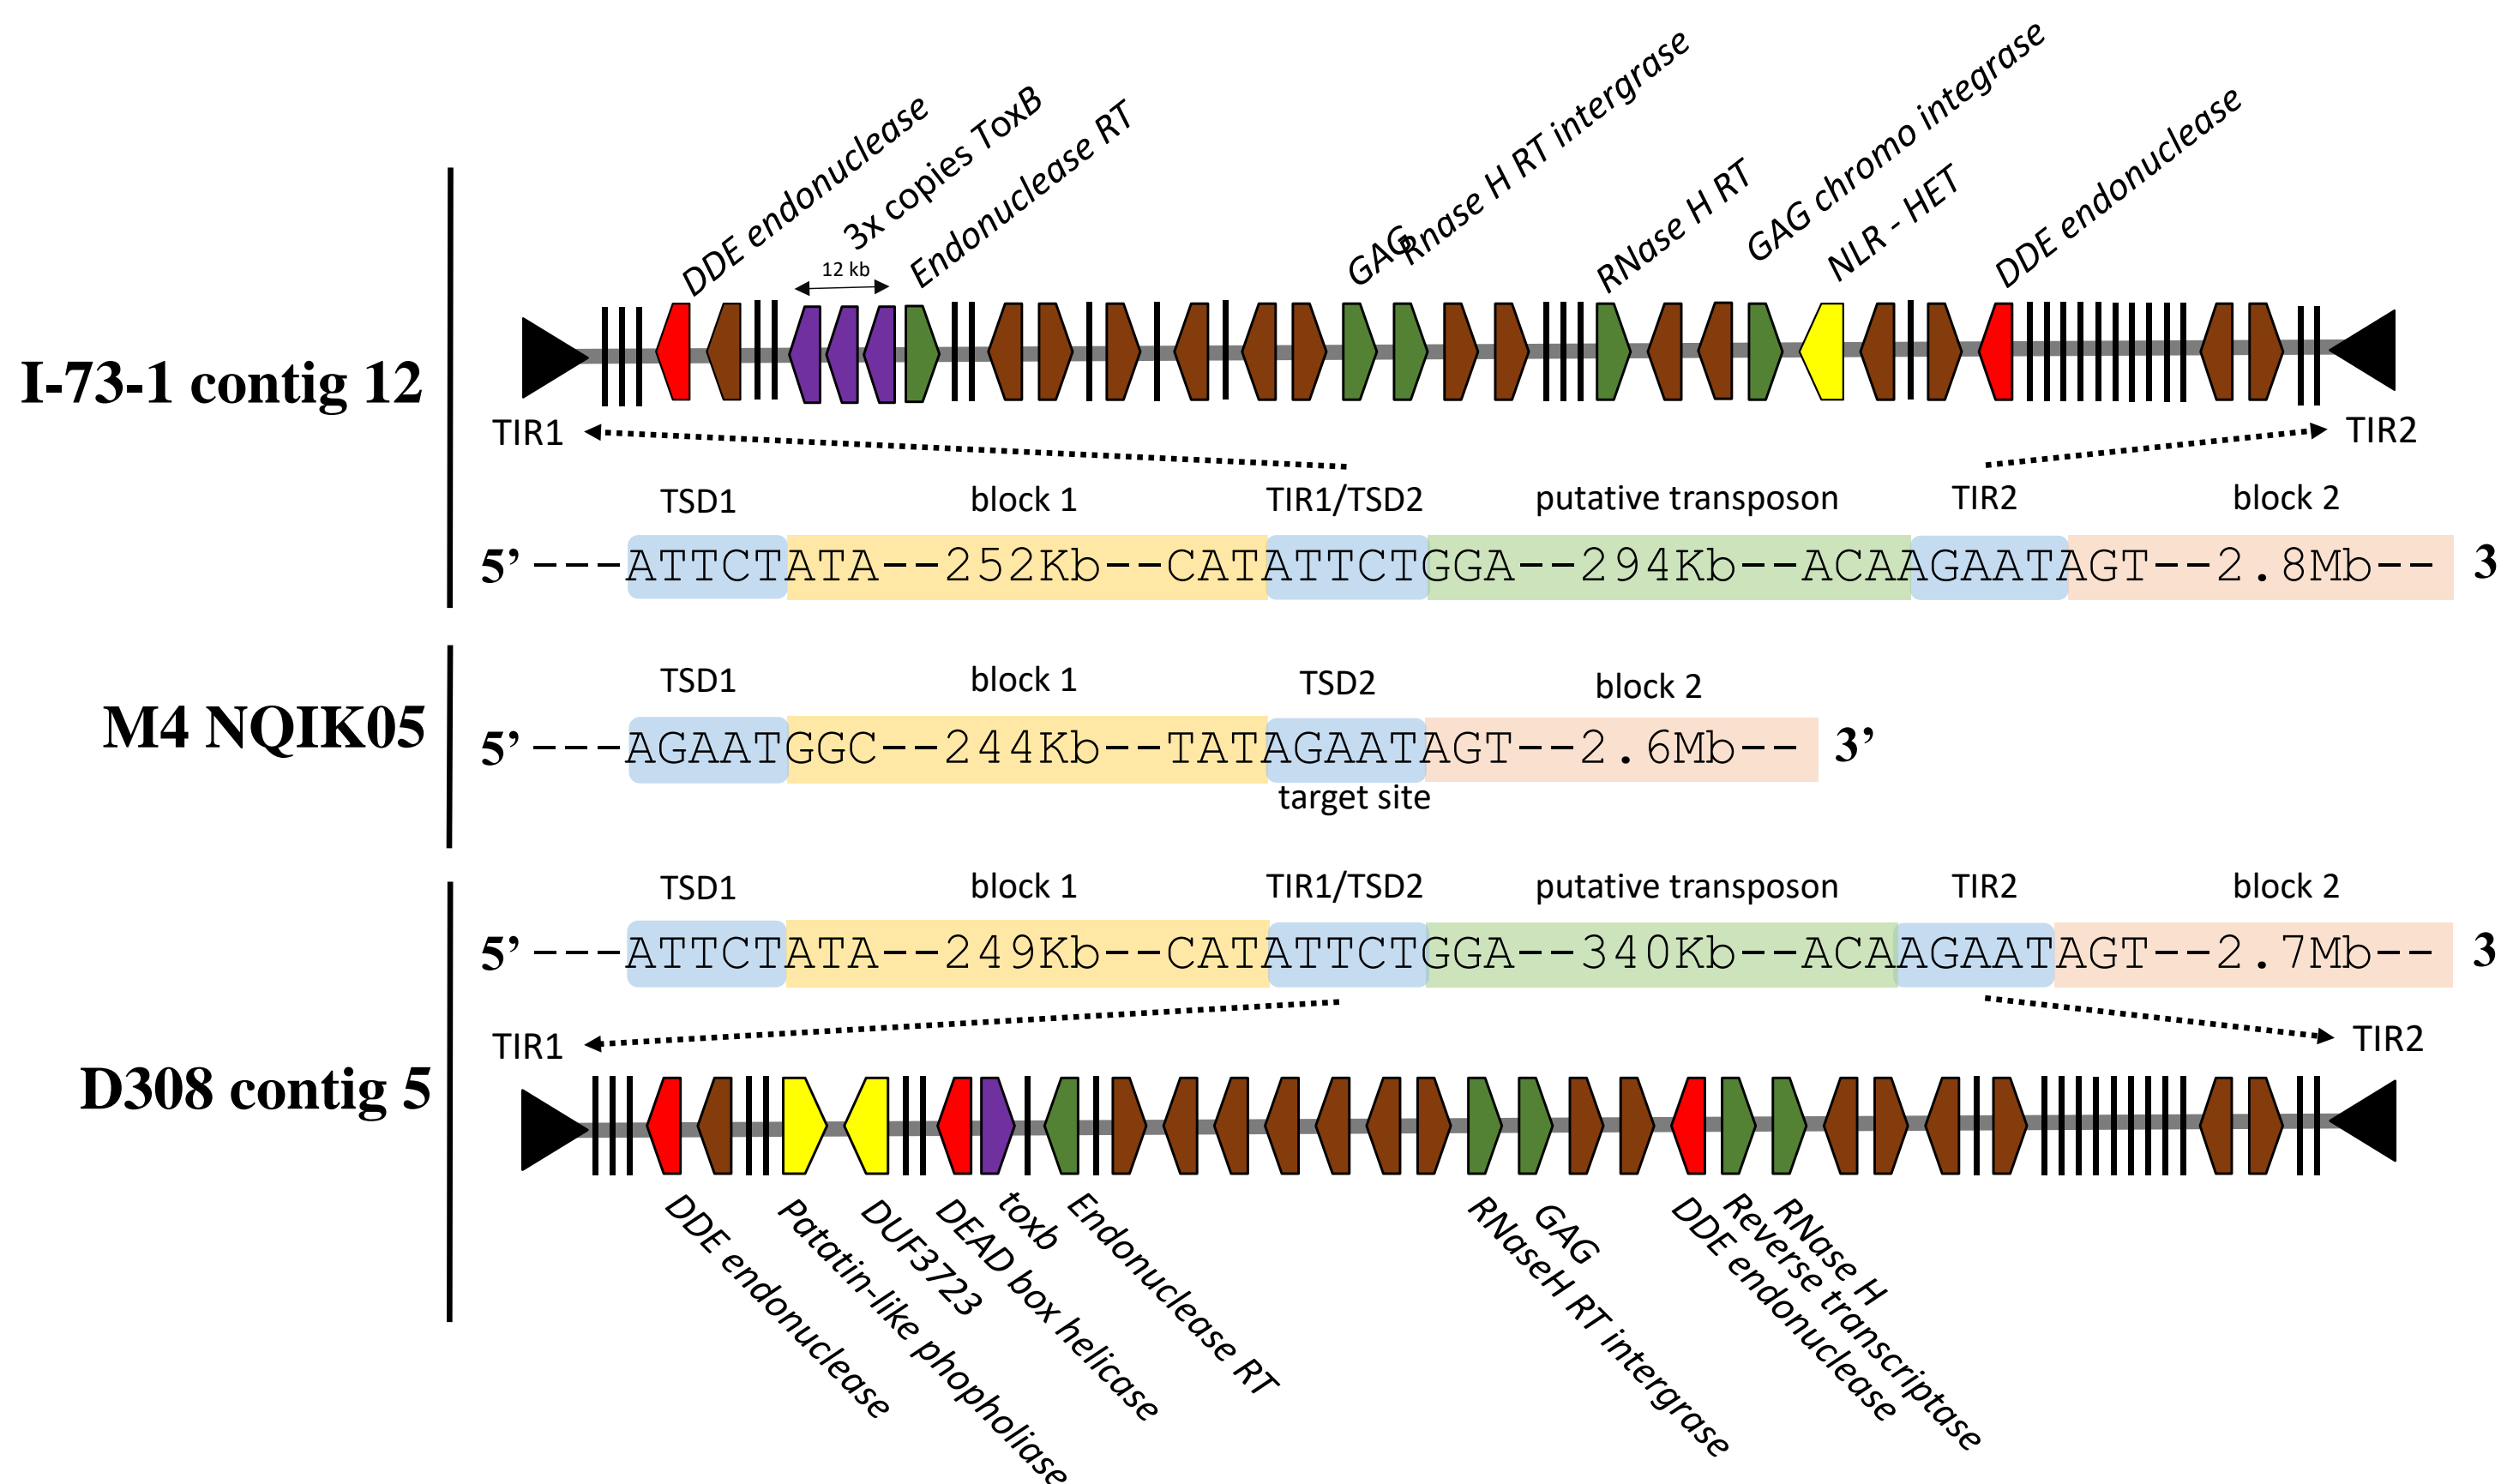 DDE endonuclease
3x copies ToxB
Endonuclease RT
GAG
Rnase H RT intergrase
RNase H RT
GAG chromo integrase
NLR - HET
DDE endonuclease
12 kb
I-73-1 contig 12
TIR1
TIR2
TSD1 block 1 TIR1/TSD2 putative transposon TIR2 block 2
5’ ---ATTCTATA--252Kb--CATATTCTGGA--294Kb--ACAAGAATAGT--2.8Mb-- 3
M4 NQIK05
TSD1 block 1 TSD2 block 2
5’ ---AGAATGGC--244Kb--TATAGAATAGT--2.6Mb-- 3’
target site
TSD1 block 1 TIR1/TSD2 putative transposon TIR2 block 2
5’ ---ATTCTATA--249Kb--CATATTCTGGA--340Kb--ACAAGAATAGT--2.7Mb-- 3
TIR1
TIR2
D308 contig 5
DDE endonuclease
Patatin-like phopholiase
DUF3723
DEAD box helicase
toxb
Endonuclease RT
RNaseH RT intergrase
GAG
DDE endonuclease
Reverse transcriptase
RNase H